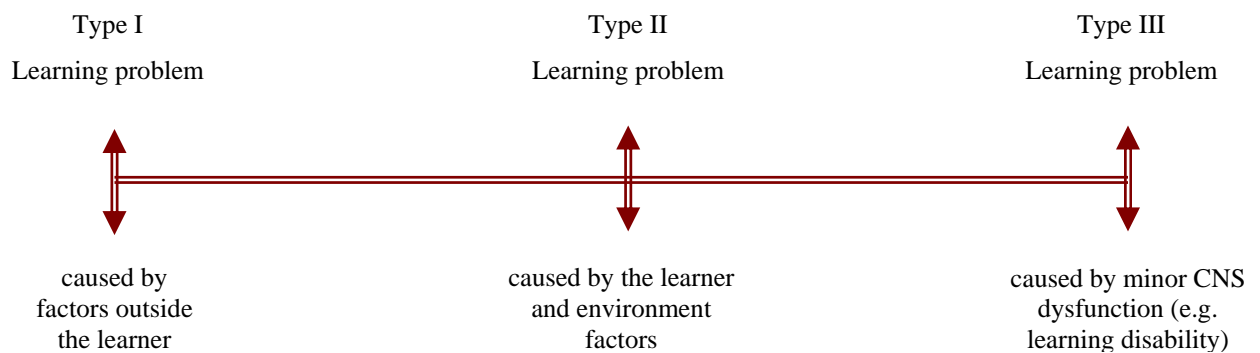 Type I
Learning problem
Type II
Learning problem
Type III
Learning problem
caused by
factors outside
the learner
caused by the learner
and environment
factors
caused by minor CNS
dysfunction (e.g.
learning disability)